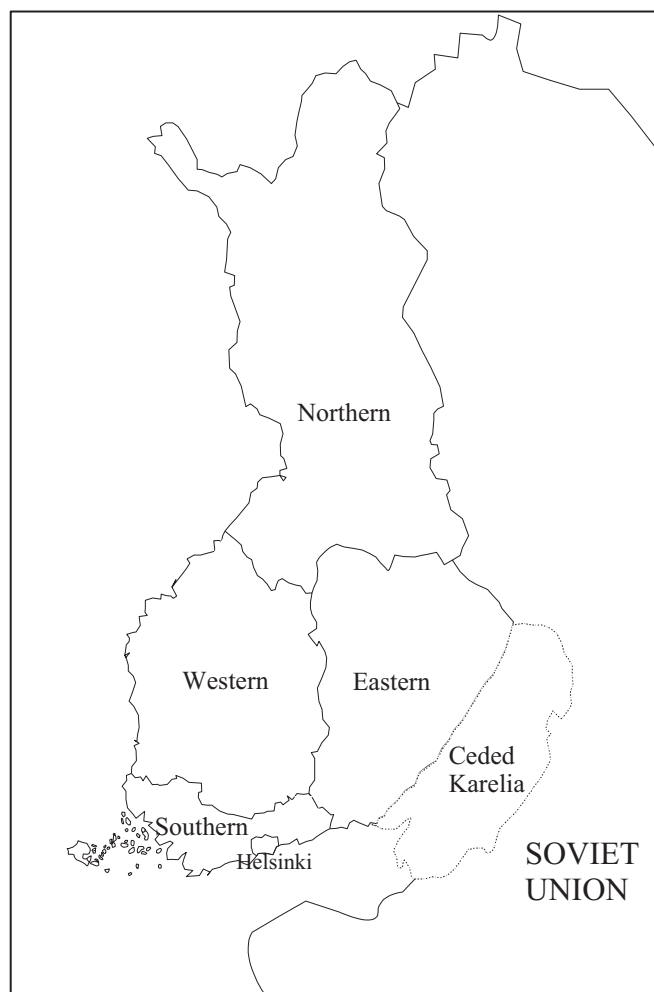 Northern
Western
Eastern
Ceded
Karelia
Southern
Helsinki
SOVIET
UNION